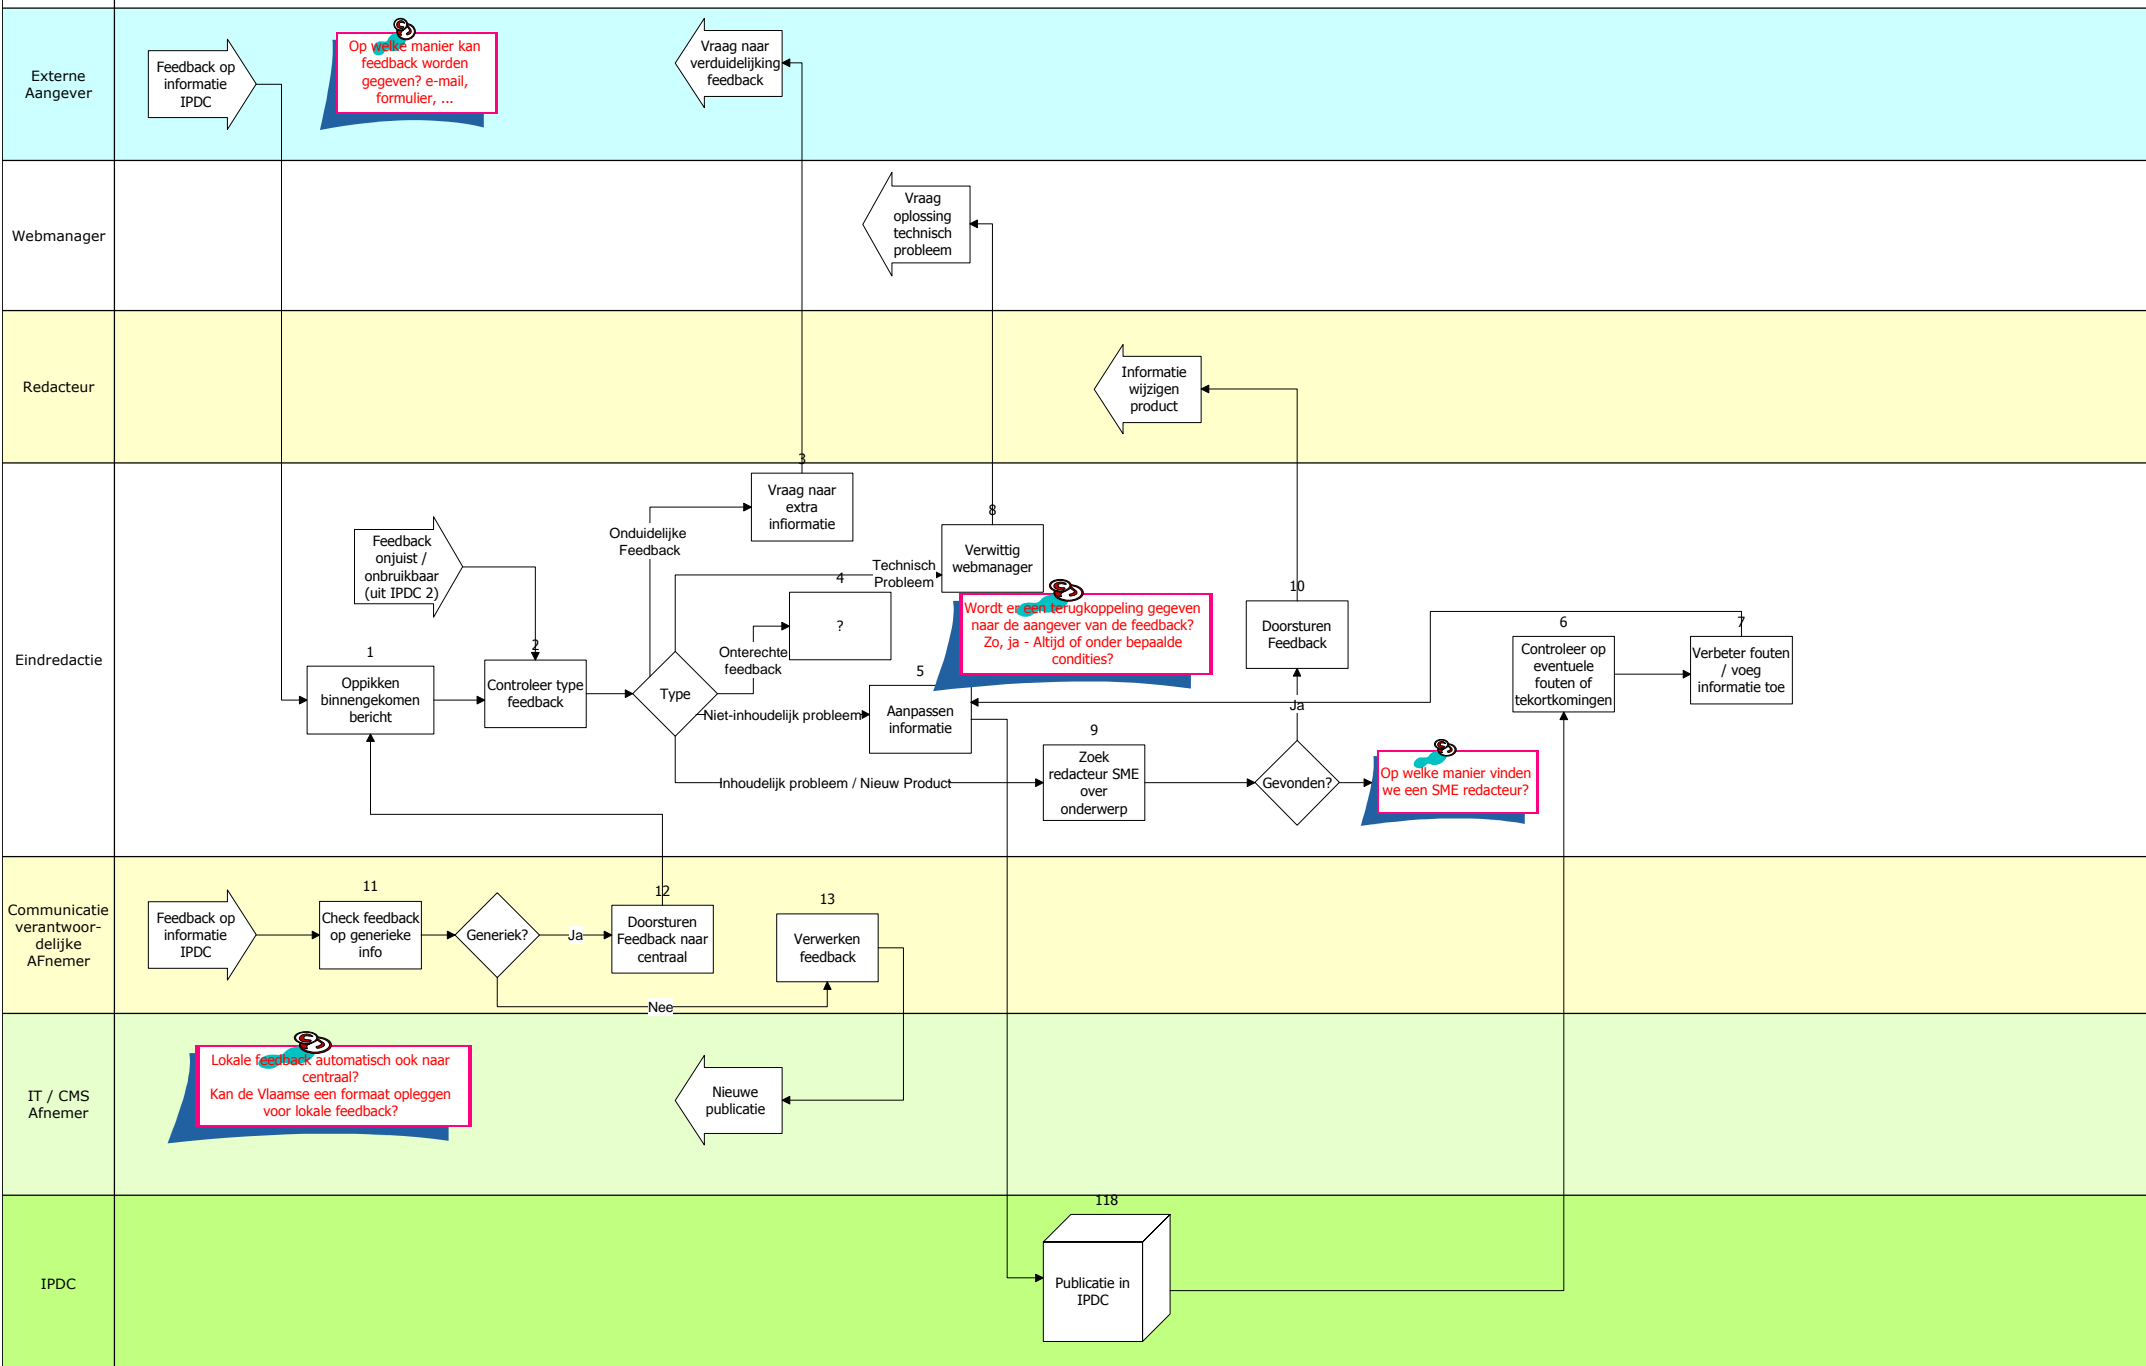 Externe
Aangever
Feedback op
informatie
IPDC
Op welke manier kan
feedback worden
gegeven? e-mail,
formulier, ...
Vraag naar
verduidelijking
feedback
Webmanager
Vraag
oplossing
technisch
probleem
Redacteur
Informatie
wijzigen
product
Eindredactie
Feedback
onjuist /
onbruikbaar
(uit IPDC 2)
1
Oppikken
binnengekomen
bericht
2
Controleer type
feedback
Type
Onduidelijke
Feedback
3
Vraag naar
extra
infiormatie
Technisch
Probleem
8
Verwittig
webmanager
Onterechte
feedback
4
?
Wordt er een terugkoppeling gegeven
naar de aangever van de feedback?
Zo, ja - Altijd of onder bepaalde
condities?
Niet-inhoudelijk probleem
5
Aanpassen
informatie
Inhoudelijk probleem / Nieuw Product
9
Zoek
redacteur SME
over
onderwerp
Gevonden?
Ja
10
Doorsturen
Feedback
Op welke manier vinden
we een SME redacteur?
6
Controleer op
eventuele
fouten of
tekortkomingen
7
Verbeter fouten
/ voeg
informatie toe
Communicatie
verantwoor-
delijke
AFnemer
Feedback op
informatie
IPDC
11
Check feedback
op generieke
info
Generiek?
Ja
12
Doorsturen
Feedback naar
centraal
Nee
13
Verwerken
feedback
IT / CMS
Afnemer
Lokale feedback automatisch ook naar
centraal?
Kan de Vlaamse een formaat opleggen
voor lokale feedback?
Nieuwe
publicatie
IPDC
118
Publicatie in
IPDC